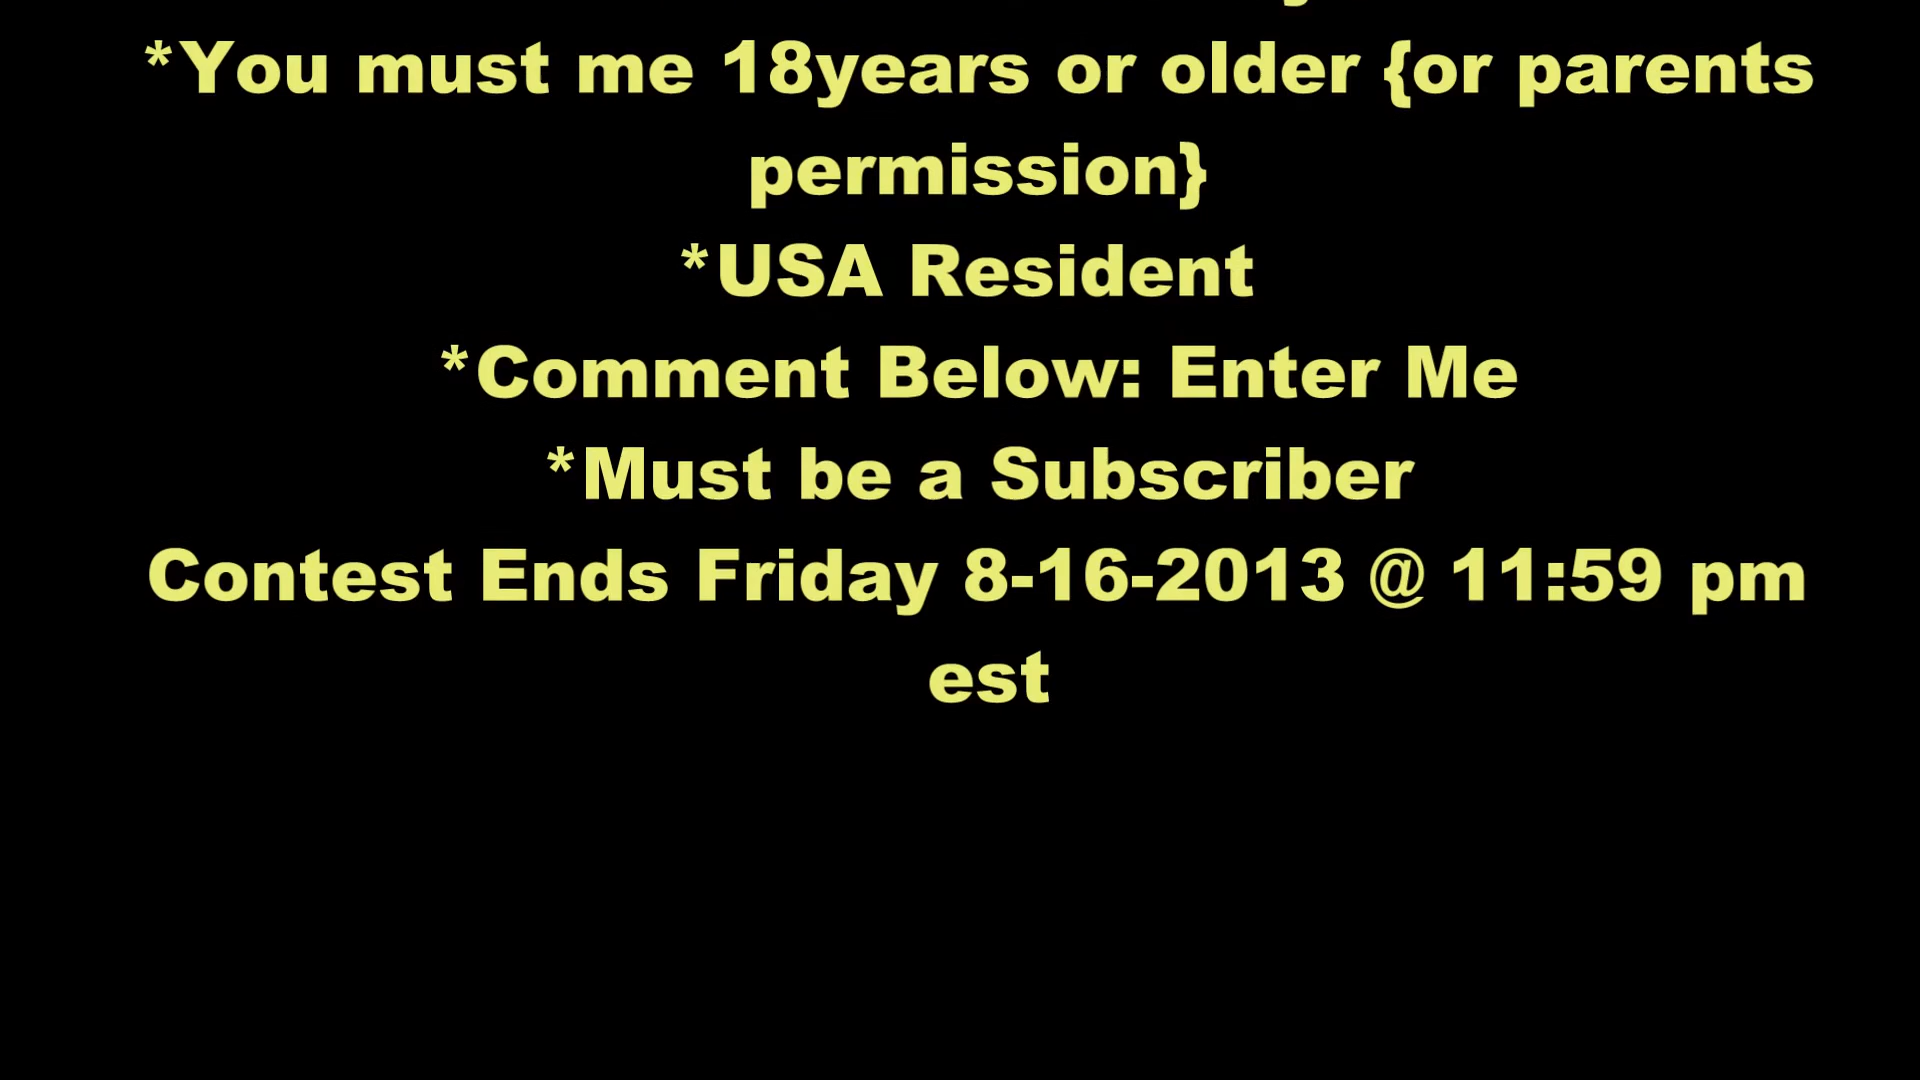 *You must me 18years or older {or parents
permission}
*USA Resident
*Comment Below: Enter Me
*Must be a Subscriber
Contest Ends Friday 8-16-2013 @ 11:59 pm
est